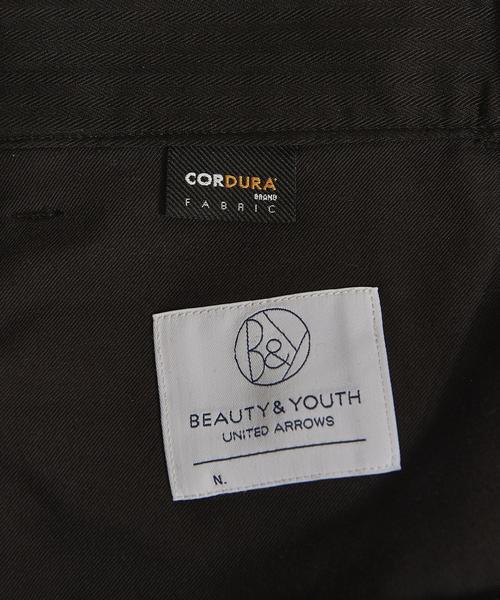 CORDURA
BRAND
FABRIC
B&Y
BEAUTY & YOUTH
UNITED ARROWS
N.